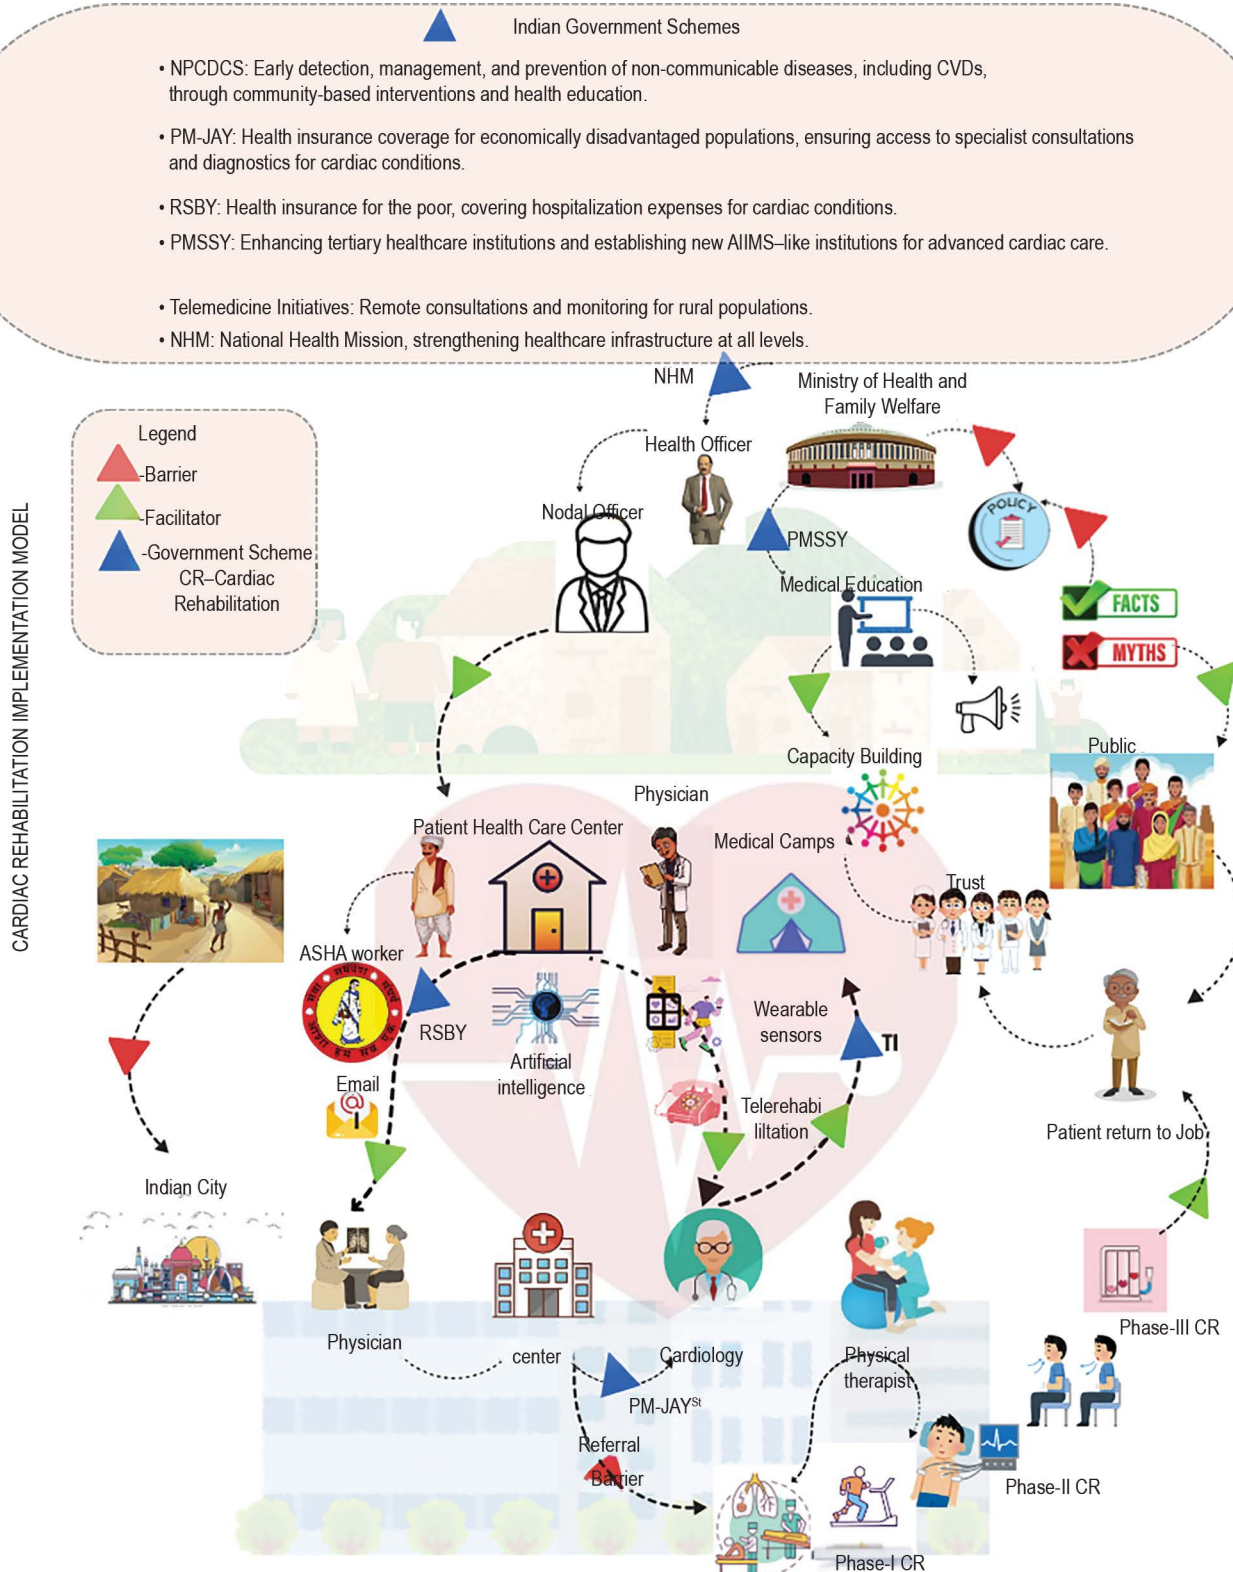 Indian Government Schemes
• NPCDCS: Early detection, management, and prevention of non-communicable diseases, including CVDs,
through community-based interventions and health education.
• PM-JAY: Health insurance coverage for economically disadvantaged populations, ensuring access to specialist consultations
and diagnostics for cardiac conditions.
• RSBY: Health insurance for the poor, covering hospitalization expenses for cardiac conditions.
• PMSSY: Enhancing tertiary healthcare institutions and establishing new AIIMS–like institutions for advanced cardiac care.
• Telemedicine Initiatives: Remote consultations and monitoring for rural populations.
• NHM: National Health Mission, strengthening healthcare infrastructure at all levels.
CARDIAC REHABILITATION IMPLEMENTATION MODEL
Legend
-Barrier
-Facilitator
-Government Scheme
CR–Cardiac
Rehabilitation
NHM
Ministry of Health and
Family Welfare
Health Officer
Nodal Officer
POLICY
PMSSY
Medical Education
FACTS
MYTHS
Capacity Building
Public
Physician
Patient Health Care Center
Medical Camps
Trust
ASHA worker
RSBY
Artificial
intelligence
Wearable
sensors
TI
Email
Telerehabi
liltation
Patient return to Job
Indian City
Phase-III CR
Physician
center
Cardiology
Physical
therapist
PM-JAYSt
Referral
Barrier
Phase-II CR
Phase-I CR